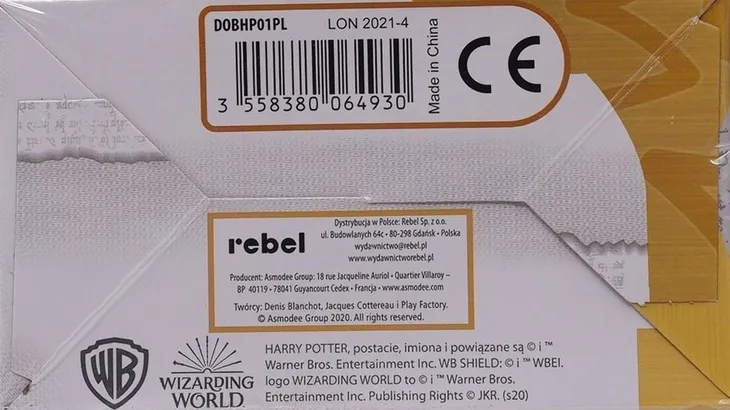 DOBHP01PL LON 2021-4
3 558380 064930
Made in China
CE
rebel
Dystrybucja w Polsce: Rebel Sp. z o.o.
ul. Budowlanych 64c • 80-298 Gdańsk • Polska
wydawnictwo@rebel.pl
www.wydawnictworebel.pl
Producent: Asmodee Group: 18 rue Jacqueline Auriol • Quartier Villaroy –
BP 40119 • 78041 Guyancourt Cedex • Francja • www.asmodee.com
Twórcy: Denis Blanchot, Jacques Cottereau i Play Factory.
© Asmodee Group 2020. All rights reserved.
WB
WIZARDING
WORLD
HARRY POTTER, postacie, imiona i powiązane są © i ™
Warner Bros. Entertainment Inc. WB SHIELD: © i ™ WBEI.
logo WIZARDING WORLD to © i ™ Warner Bros.
Entertainment Inc. Publishing Rights © JKR. (s20)